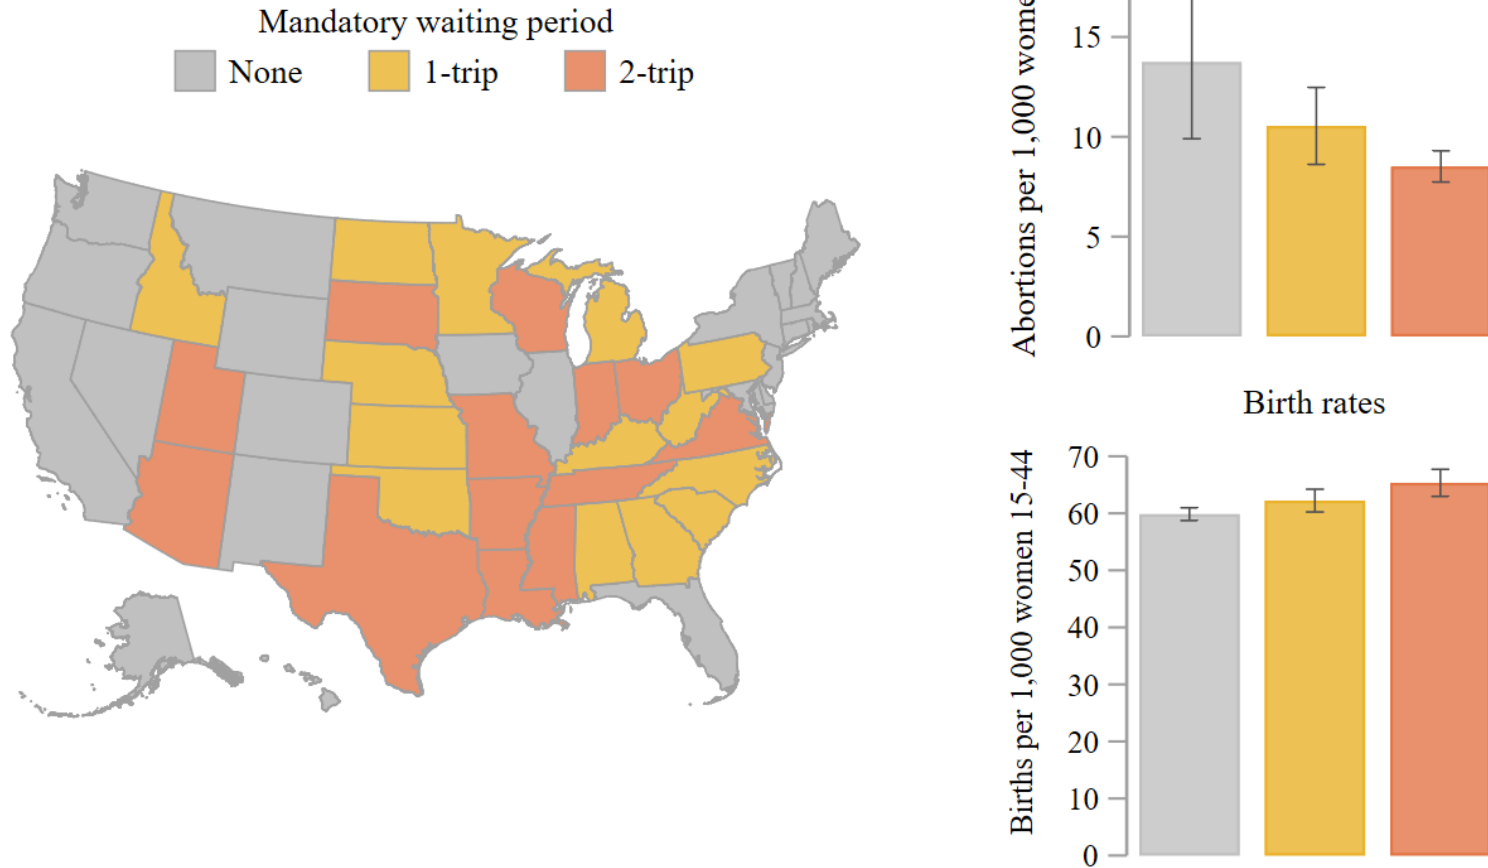 Mandatory waiting period
None
1-trip
2-trip
Abortions per 1,000
15
10
5
0
Birth rates
Births per 1,000 women 15-44
70
60
50
40
30
20
10
0